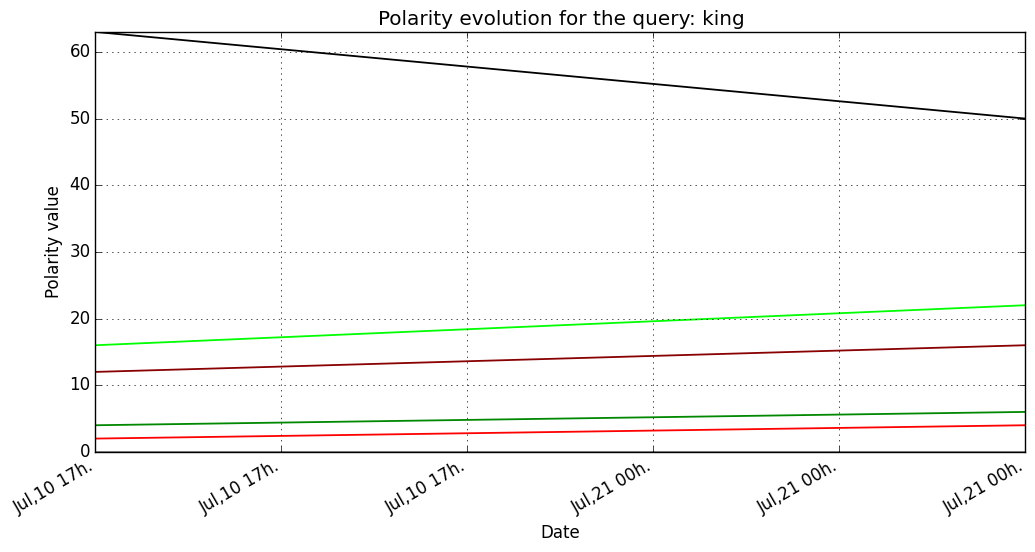 Polarity evolution for the query: king
60
50
40
30
20
10
0
Polarity value
Jul,10 17h.
Jul,10 17h.
Jul,10 17h.
Jul,21 00h.
Jul,21 00h.
Jul,21 00h.
Date